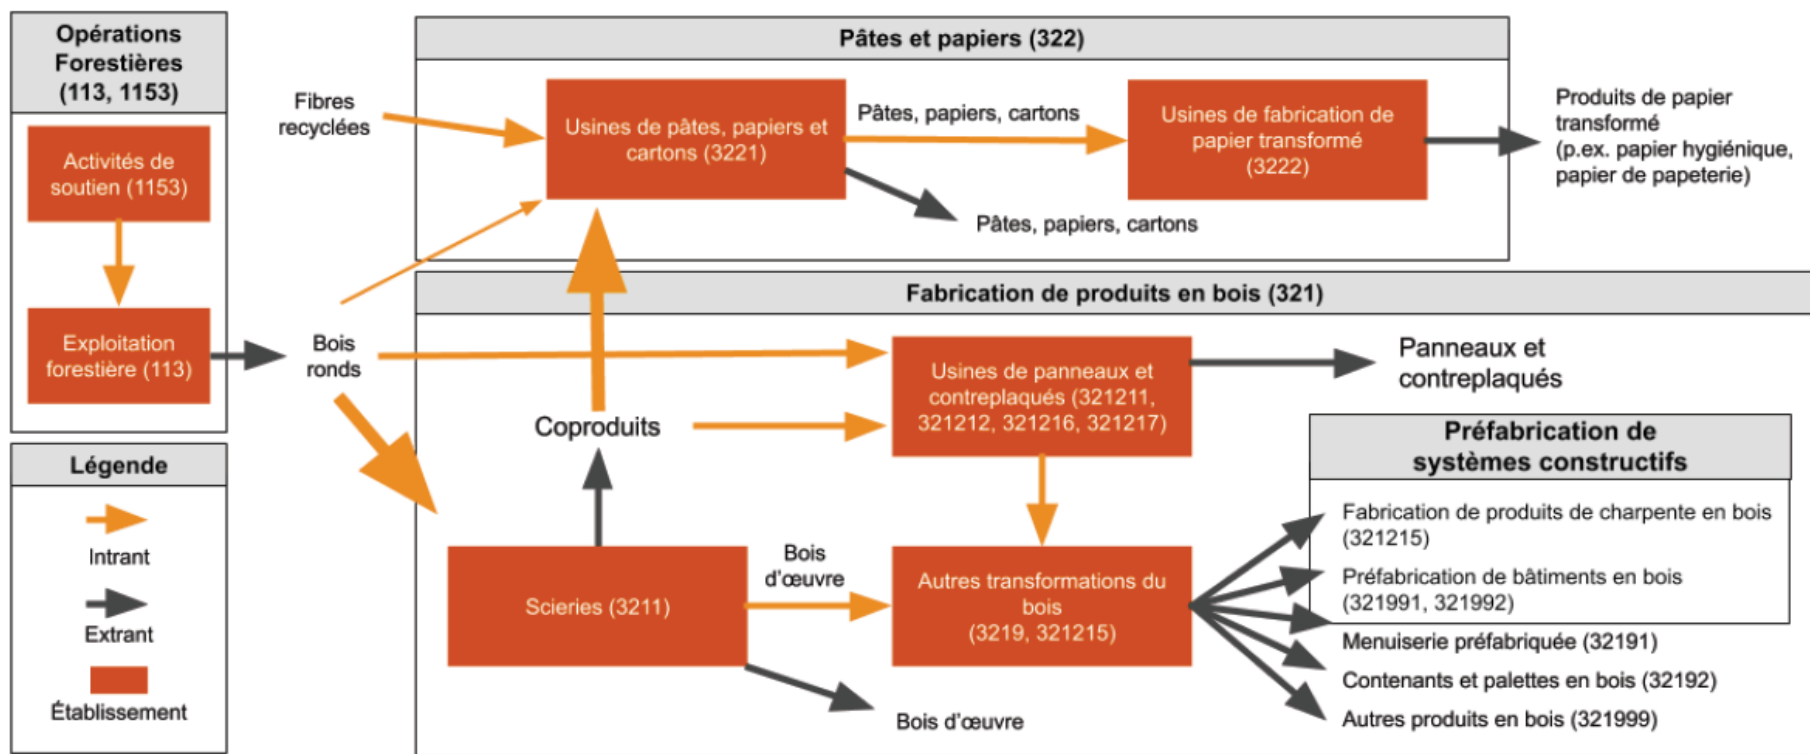 Opérations
Forestières
(113, 1153)
Activités de
soutien (1153)
Exploitation
forestière (113)
Légende
Intrant
Extrant
Établissement
Fibres
recyclées
Bois
ronds
Pâtes et papiers (322)
Usines de pâtes, papiers et
cartons (3221)
Pâtes, papiers, cartons
Usines de fabrication de
papier transformé
(3222)
Pâtes, papiers, cartons
Produits de papier
transformé
(p.ex. papier hygiénique,
papier de papeterie)
Fabrication de produits en bois (321)
Usines de panneaux et
contreplaqués (321211,
321212, 321216, 321217)
Panneaux et
contreplaqués
Coproduits
Scieries (3211)
Bois
d'œuvre
Autres transformations du
bois
(3219, 321215)
Bois d'œuvre
Préfabrication de
systèmes constructifs
Fabrication de produits de charpente en bois
(321215)
Préfabrication de bâtiments en bois
(321991, 321992)
Menuiserie préfabriquée (32191)
Contenants et palettes en bois (32192)
Autres produits en bois (321999)